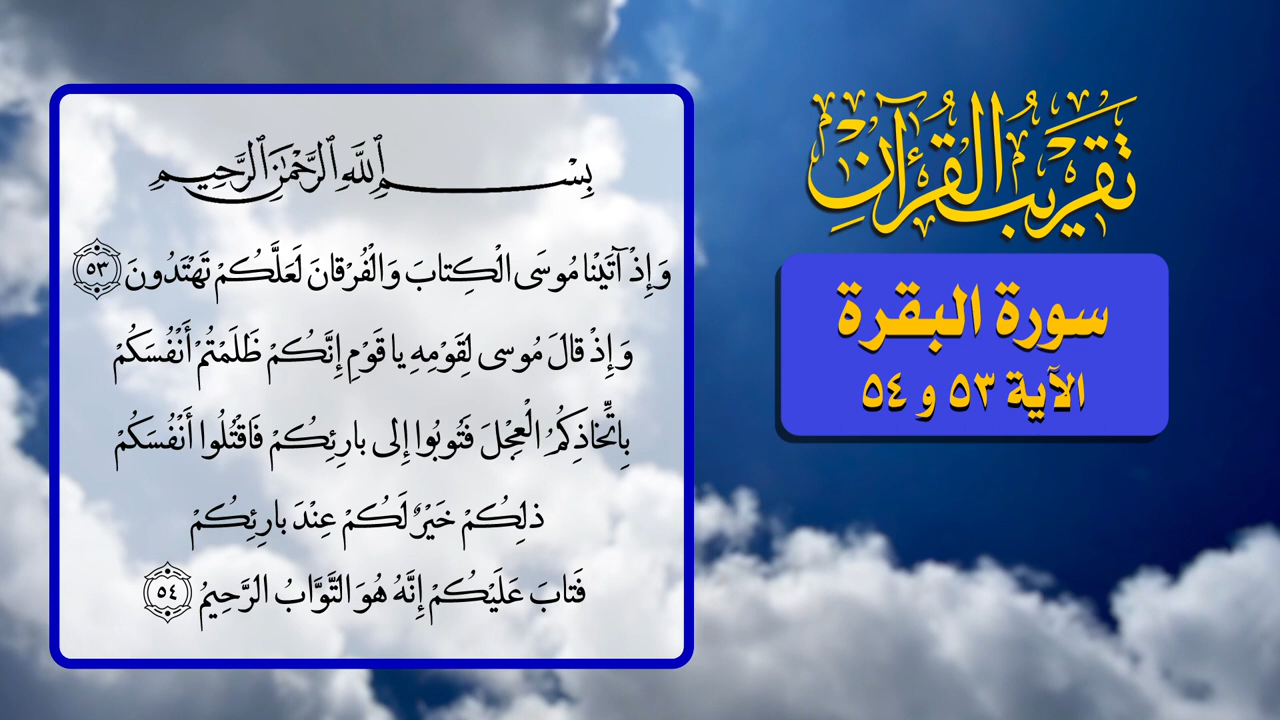 تقريب القرآن
سورة البقرة
الآية ٥٣ و ٥٤
بِسْمِ ٱللَّهِ ٱلرَّحْمَٰنِ ٱلرَّحِيمِ
وَإِذْ آتَيْنا مُوسَى الْكِتابَ وَالْفُرْقانَ لَعَلَّكُمْ تَهْتَدُونَ ٥٣
وَإِذْ قالَ مُوسى لِقَوْمِهِ يا قَوْمِ إِنَّكُمْ ظَلَمْتُمْ أَنْفُسَكُمْ
بِاتِّخاذِكُمُ الْعِجْلَ فَتُوبُوا إِلى بارِئِكُمْ فَاقْتُلُوا أَنْفُسَكُمْ
ذلِكُمْ خَيْرٌ لَكُمْ عِنْدَ بارِئِكُمْ
فَتابَ عَلَيْكُمْ إِنَّهُ هُوَ التَّوَّابُ الرَّحِيمُ ٥٤